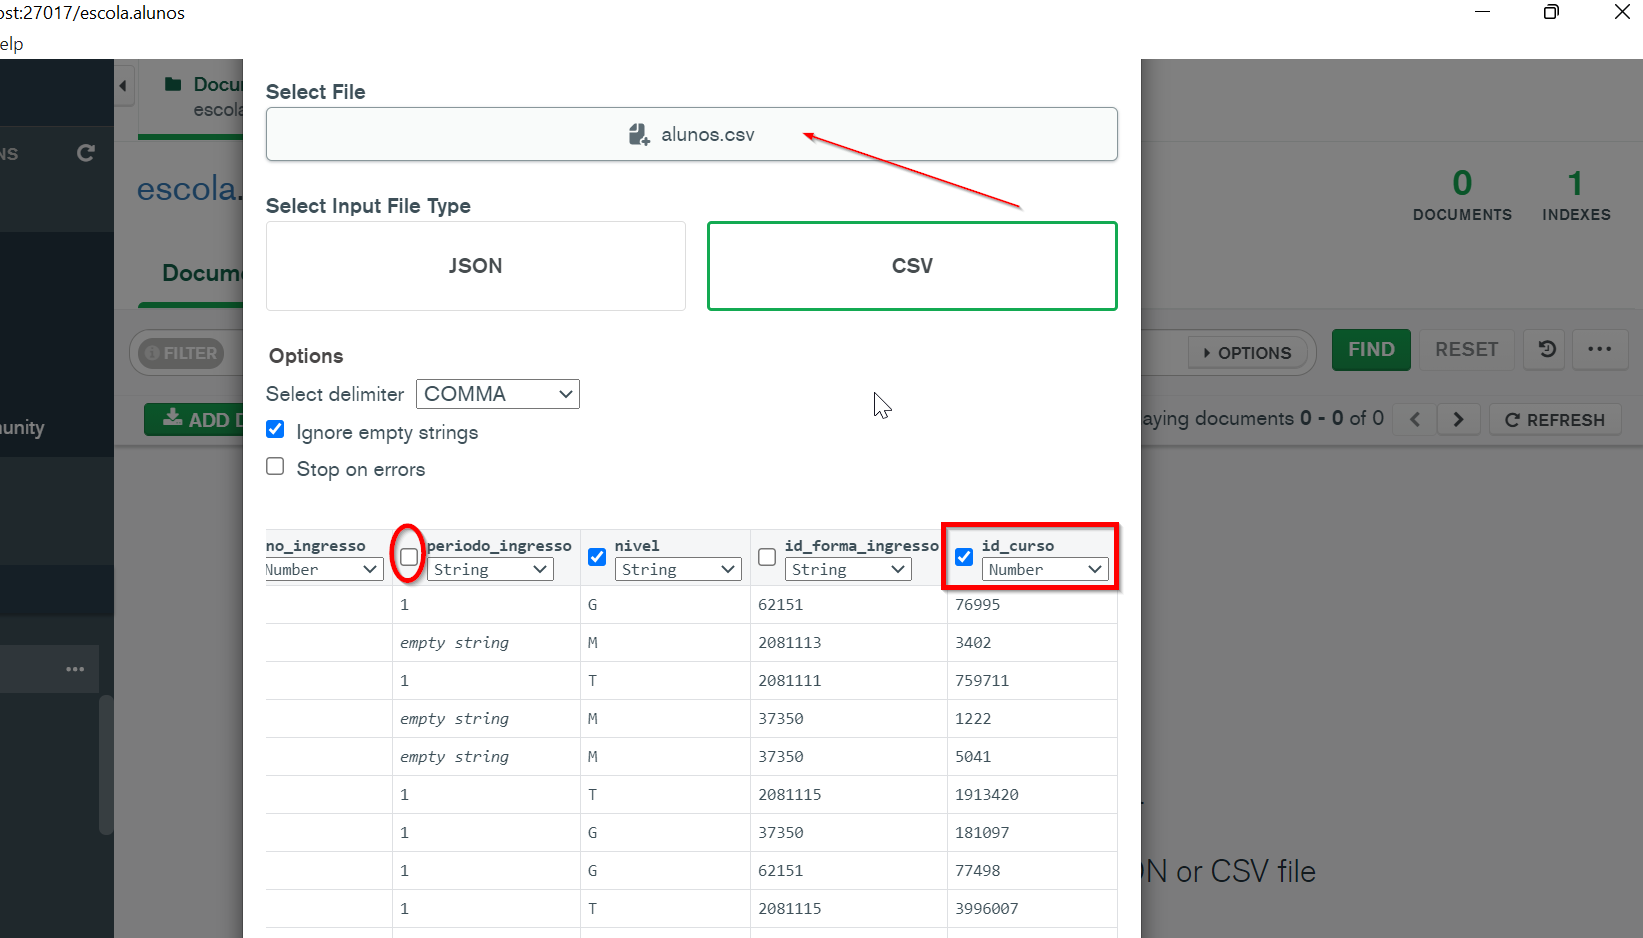 ost:27017/escola.alunos
elp
Docu
escola
NS
escola.
Docum
FILTER
ADD D
unity
Select File
alunos.csv
Select Input File Type
JSON
CSV
Options
Select delimiter COMMA
Ignore empty strings
Stop on errors
0 1
DOCUMENTS INDEXES
OPTIONS FIND RESET
aying documents 0 - 0 of 0 REFRESH
no_ingresso periodo_ingresso nivel id_forma_ingresso id_curso
Number String String String Number
1 G 62151 76995
empty string M 2081113 3402
1 T 2081111 759711
empty string M 37350 1222
empty string M 37350 5041
1 T 2081115 1913420
1 G 37350 181097
1 G 62151 77498
1 T 2081115 3996007
ON or CSV file